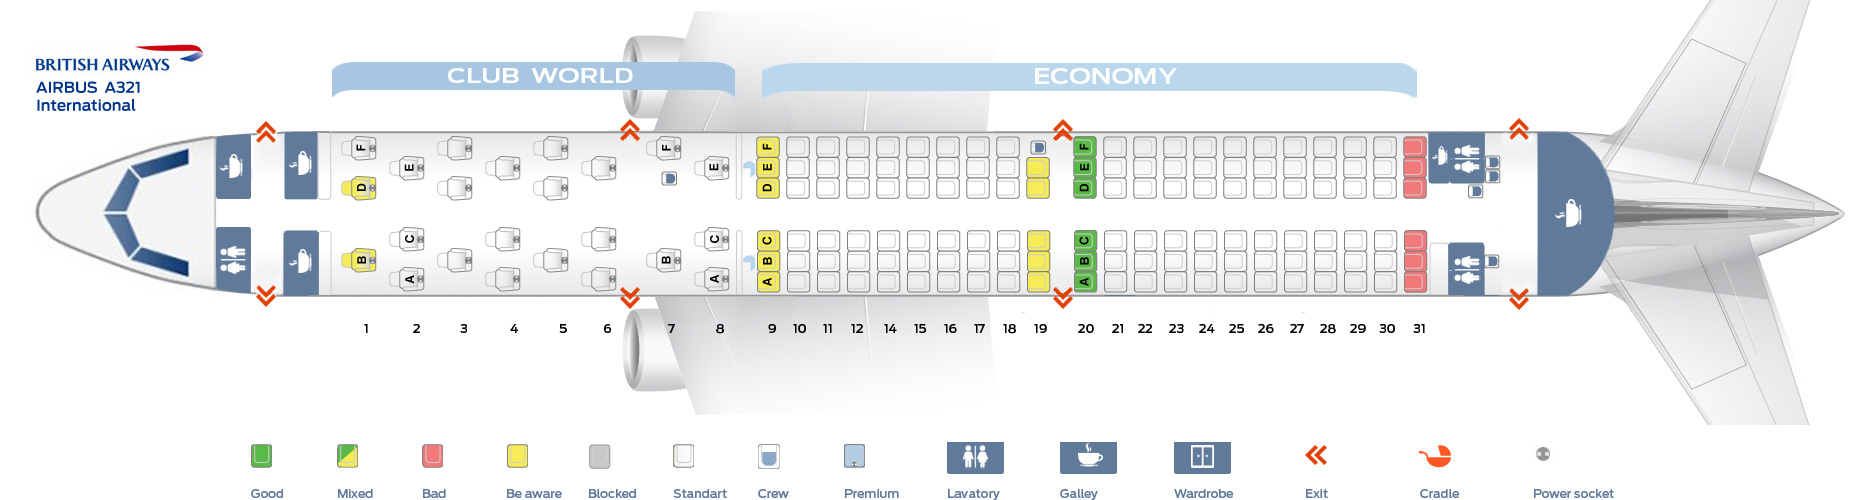 BRITISH AIRWAYS
AIRBUS A321
International
CLUB WORLD
ECONOMY
F F F
E E E
D D D
C C C C
B B B B
A A A A
1 2 3 4 5 6 7 8 9 10 11 12 14 15 16 17 18 19 20 21 22 23 24 25 26 27 28 29 30 31
Good Mixed Bad Be aware Blocked Standart Crew Premium Lavatory Galley Wardrobe Exit Cradle Power socket